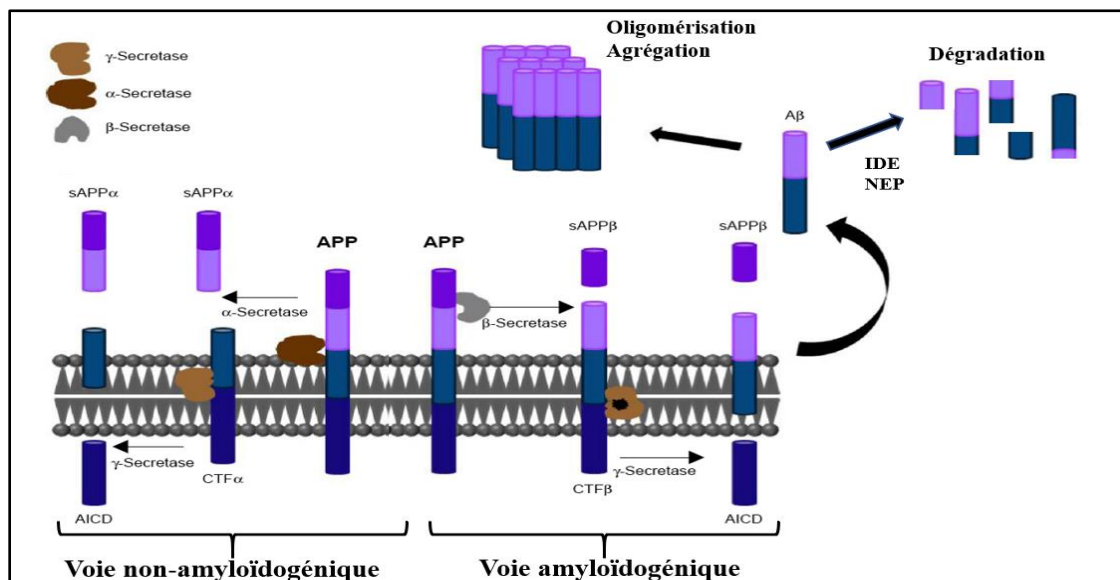 γ-Secretase
α-Secretase
β-Secretase
Oligomérisation
Agrégation
Dégradation
Aβ
IDE
NEP
sAPPα
sAPPα
APP
APP
sAPPβ
sAPPβ
α-Secretase
β-Secretase
γ-Secretase
CTFα
CTFβ
γ-Secretase
AICD
AICD
Voie non-amyloïdogénique
Voie amyloïdogénique